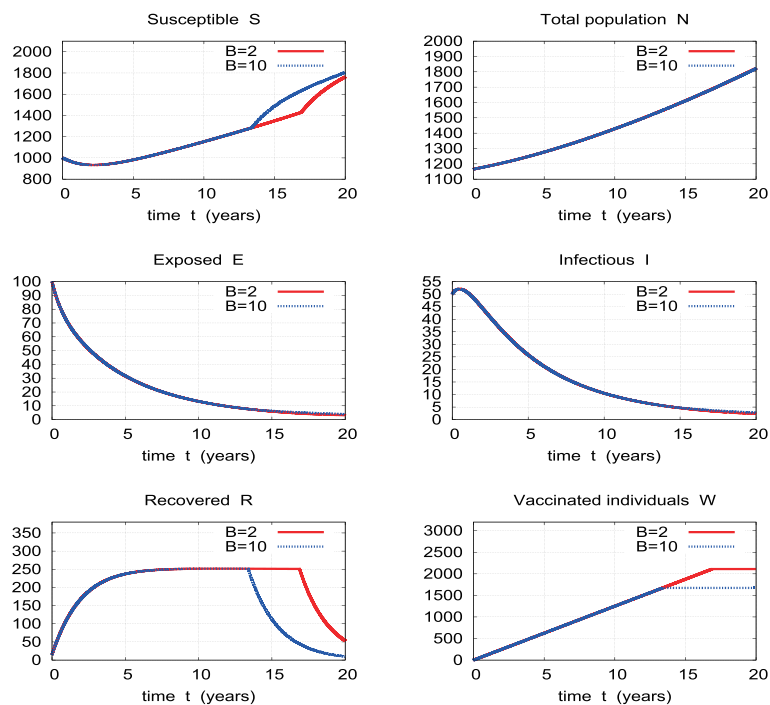 Susceptible S
2000
1800
1600
1400
1200
1000
800
B=2
B=10
0 5 10 15 20
time t (years)
Total population N
2000
1900
1800
1700
1600
1500
1400
1300
1200
1100
B=2
B=10
0 5 10 15 20
time t (years)
Exposed E
100
90
80
70
60
50
40
30
20
10
0
B=2
B=10
0 5 10 15 20
time t (years)
Infectious I
55
50
45
40
35
30
25
20
15
10
5
0
B=2
B=10
0 5 10 15 20
time t (years)
Recovered R
350
300
250
200
150
100
50
0
B=2
B=10
0 5 10 15 20
time t (years)
Vaccinated individuals W
3000
2500
2000
1500
1000
500
0
B=2
B=10
0 5 10 15 20
time t (years)